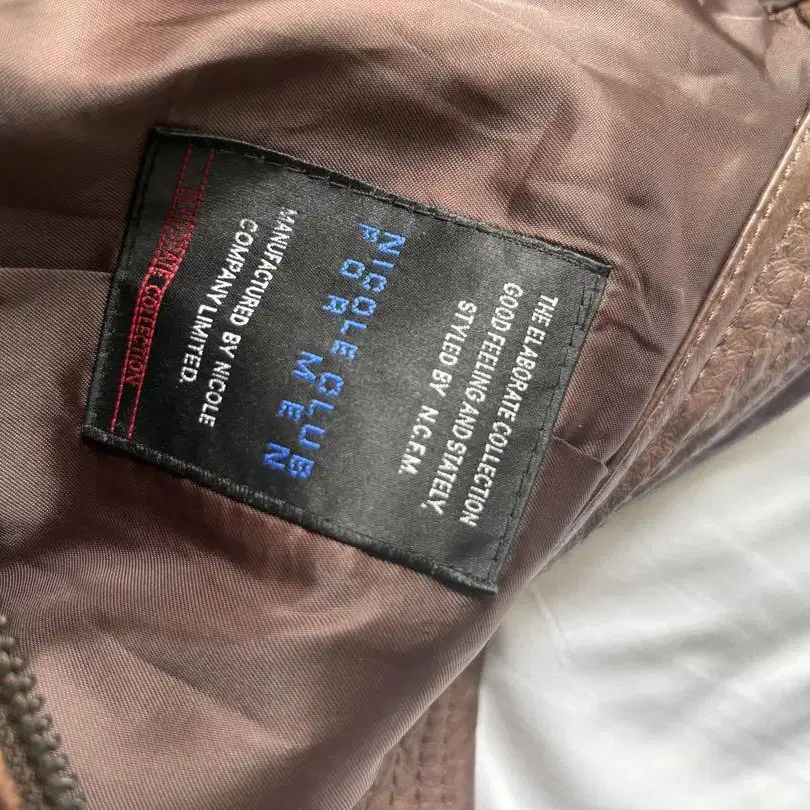 THE ELABORATE COLLECTION
GOOD FEELING AND STATELY.
STYLED BY N.C.F.M.
NICOLE CLUB
FOR MEN
MANUFACTURED BY NICOLE
COMPANY LIMITED.
ELABORATE COLLECTION